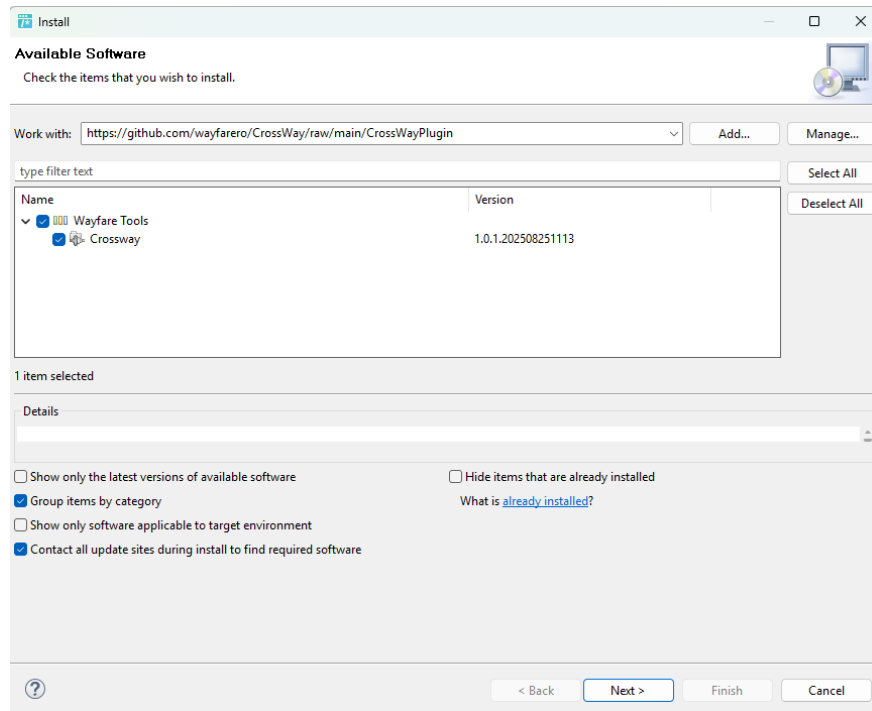 Install
Available Software
Check the items that you wish to install.
Work with: https://github.com/wayfarero/CrossWay/raw/main/CrossWayPlugin Add... Manage...
type filter text Select All
Name Version Deselect All
Wayfare Tools
Crossway 1.0.1.202508251113
1 item selected
Details
Show only the latest versions of available software Hide items that are already installed
Group items by category What is already installed?
Show only software applicable to target environment
Contact all update sites during install to find required software
? < Back Next > Finish Cancel